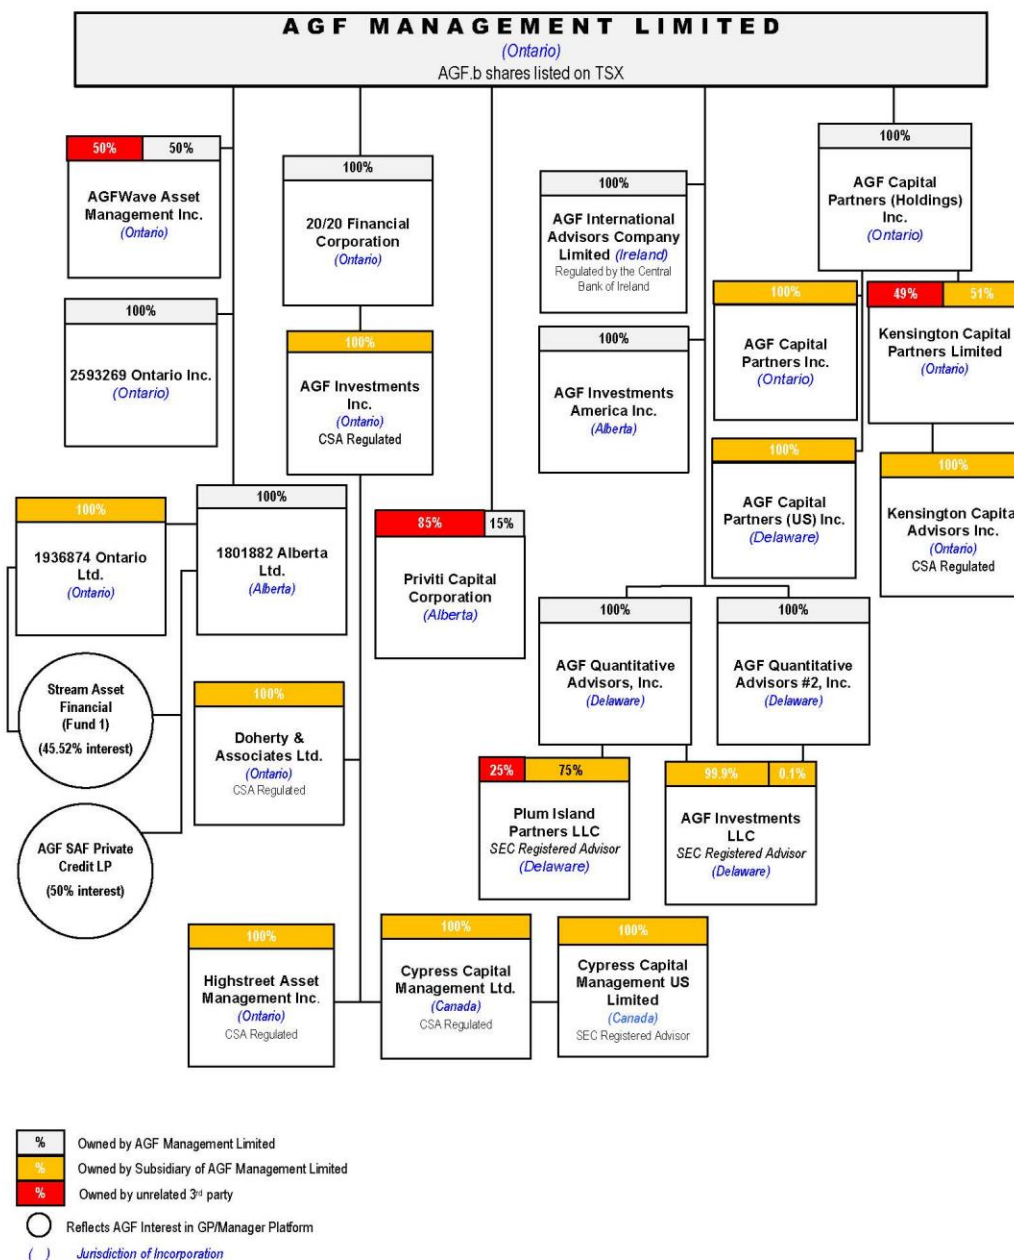 AGF MANAGEMENT LIMITED
(Ontario)
AGF.b shares listed on TSX
50% 50%
AGFWave Asset
Management Inc.
(Ontario)
100%
20/20 Financial
Corporation
(Ontario)
100%
AGF International
Advisors Company
Limited (Ireland)
Regulated by the Central
Bank of Ireland
100%
AGF Capital
Partners (Holdings)
Inc.
(Ontario)
100%
2593269 Ontario Inc.
(Ontario)
100%
AGF Investments
Inc.
(Ontario)
CSA Regulated
100%
AGF Investments
America Inc.
(Alberta)
100%
AGF Capital
Partners Inc.
(Ontario)
49% 51%
Kensington Capital
Partners Limited
(Ontario)
100%
1936874 Ontario
Ltd.
(Ontario)
100%
1801882 Alberta
Ltd.
(Alberta)
85% 15%
Priviti Capital
Corporation
(Alberta)
100%
AGF Capital
Partners (US) Inc.
(Delaware)
100%
Kensington Capita
Advisors Inc.
(Ontario)
CSA Regulated
100%
AGF Quantitative
Advisors, Inc.
(Delaware)
100%
AGF Quantitative
Advisors #2, Inc.
(Delaware)
Stream Asset
Financial
(Fund 1)
(45.52% interest)
100%
Doherty &
Associates Ltd.
(Ontario)
CSA Regulated
25% 75%
Plum Island
Partners LLC
SEC Registered Advisor
(Delaware)
99.9% 0.1%
AGF Investments
LLC
SEC Registered Advisor
(Delaware)
AGF SAF Private
Credit LP
(50% interest)
100%
Highstreet Asset
Management Inc.
(Ontario)
CSA Regulated
100%
Cypress Capital
Management Ltd.
(Canada)
CSA Regulated
100%
Cypress Capital
Management US
Limited
(Canada)
SEC Registered Advisor
% Owned by AGF Management Limited
% Owned by Subsidiary of AGF Management Limited
% Owned by unrelated 3rd party
Reflects AGF Interest in GP/Manager Platform
( ) Jurisdiction of Incorporation